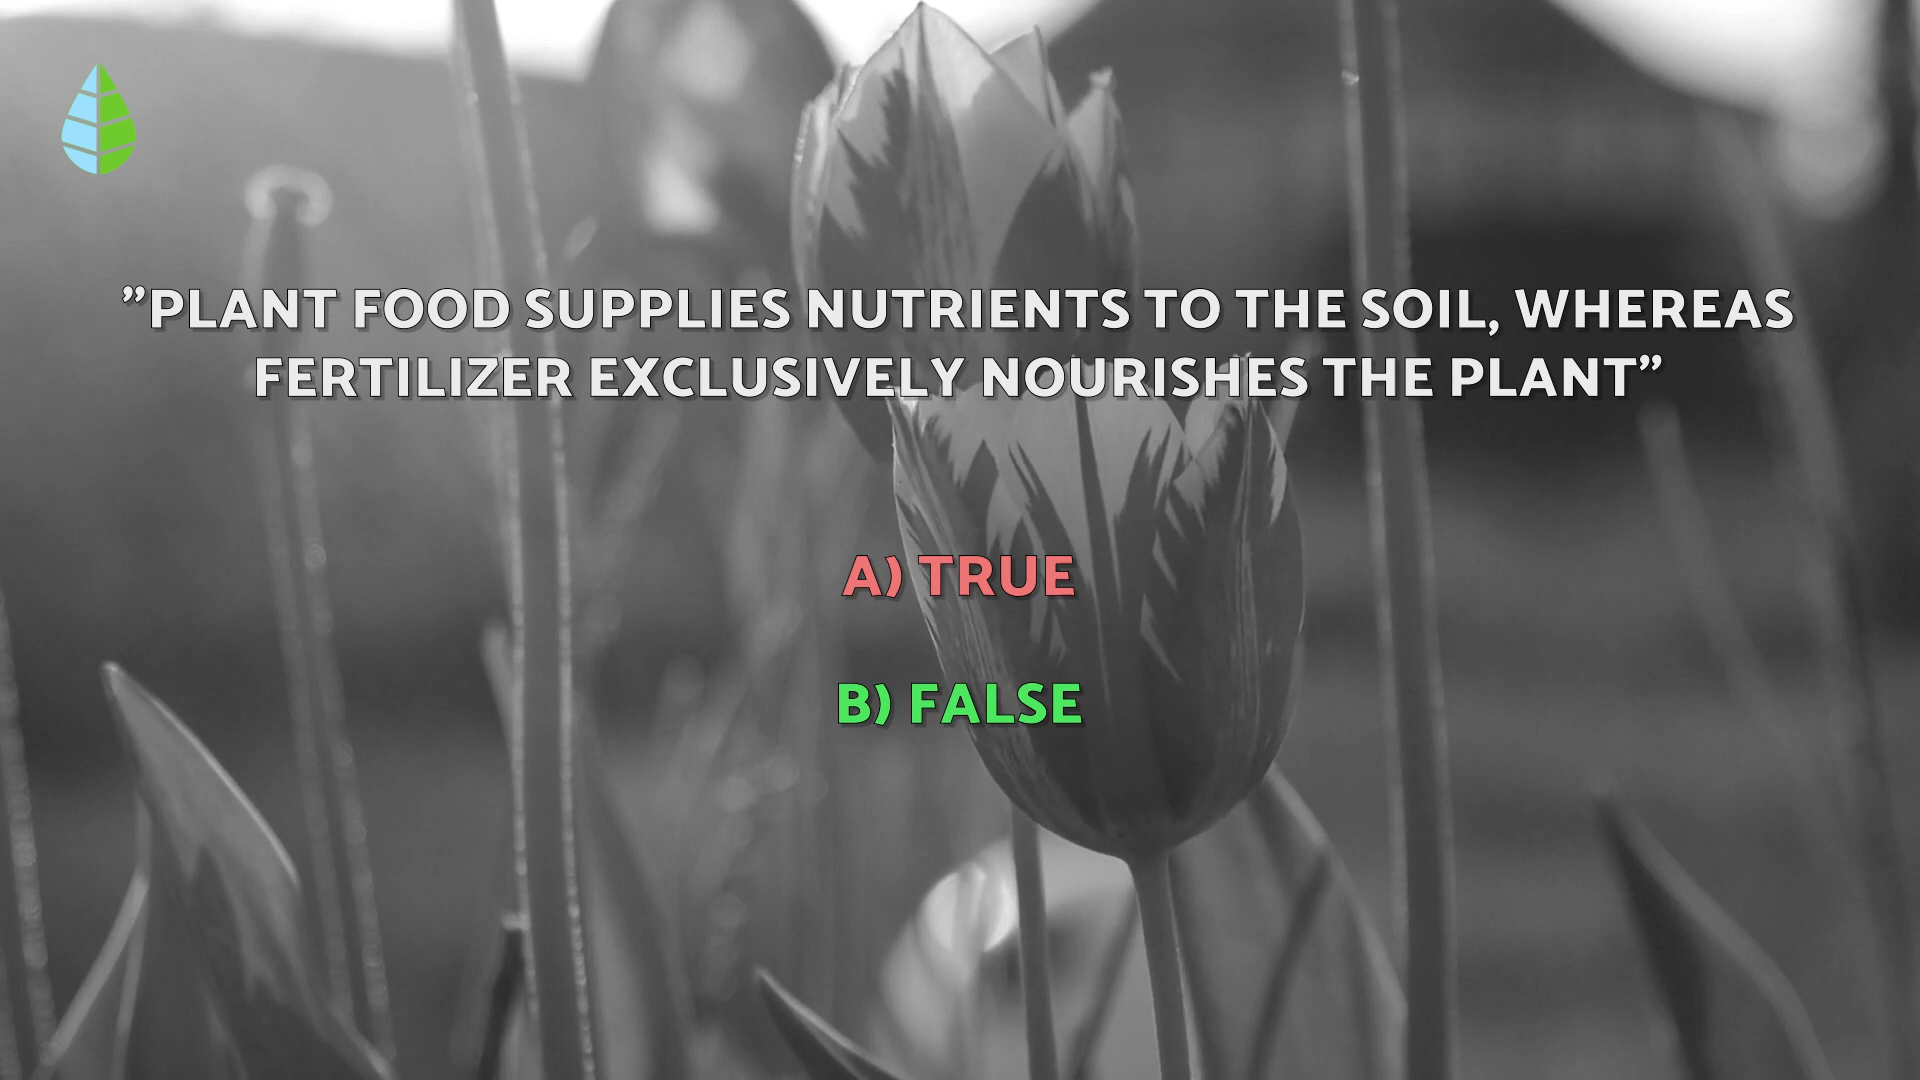 ”PLANT FOOD SUPPLIES NUTRIENTS TO THE SOIL, WHEREAS
FERTILIZER EXCLUSIVELY NOURISHES THE PLANT”
A) TRUE
B) FALSE